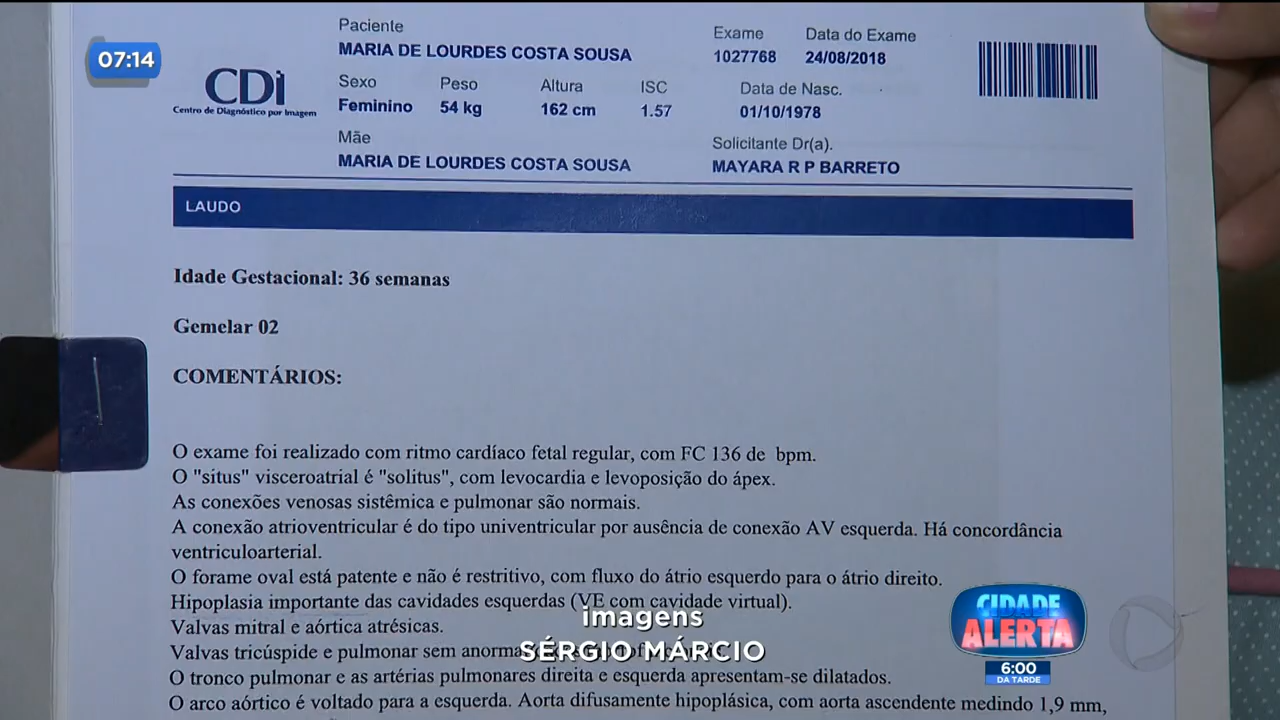 07:14
CDI
Centro de Diagnóstico por Imagem
Paciente
MARIA DE LOURDES COSTA SOUSA
Exame
1027768
Data do Exame
24/08/2018
Sexo
Feminino
Peso
54 kg
Altura
162 cm
ISC
1.57
Data de Nasc.
01/10/1978
Mãe
MARIA DE LOURDES COSTA SOUSA
Solicitante Dr(a).
MAYARA R P BARRETO
LAUDO
Idade Gestacional: 36 semanas
Gemelar 02
COMENTÁRIOS:
O exame foi realizado com ritmo cardíaco fetal regular, com FC 136 de bpm.
O "situs" visceroatrial é "solitus", com levocardia e levoposição do ápex.
As conexões venosas sistêmica e pulmonar são normais.
A conexão atrioventricular é do tipo univentricular por ausência de conexão AV esquerda. Há concordância
ventriculoarterial.
O forame oval está patente e não é restritivo, com fluxo do átrio esquerdo para o átrio direito.
Hipoplasia importante das cavidades esquerdas (VE com cavidade virtual).
Valvas mitral e aórtica atrésicas.
Valvas tricúspide e pulmonar sem
O tronco pulmonar e as artérias pulmonares direita e esquerda apresentam-se dilatados.
O arco aórtico é voltado para a esquerda. Aorta difusamente hipoplásica, com aorta ascendente medindo 1,9 mm,
imagens
SÉRGIO MÁRCIO
CIDADE
ALERTA
6:00
DA TARDE